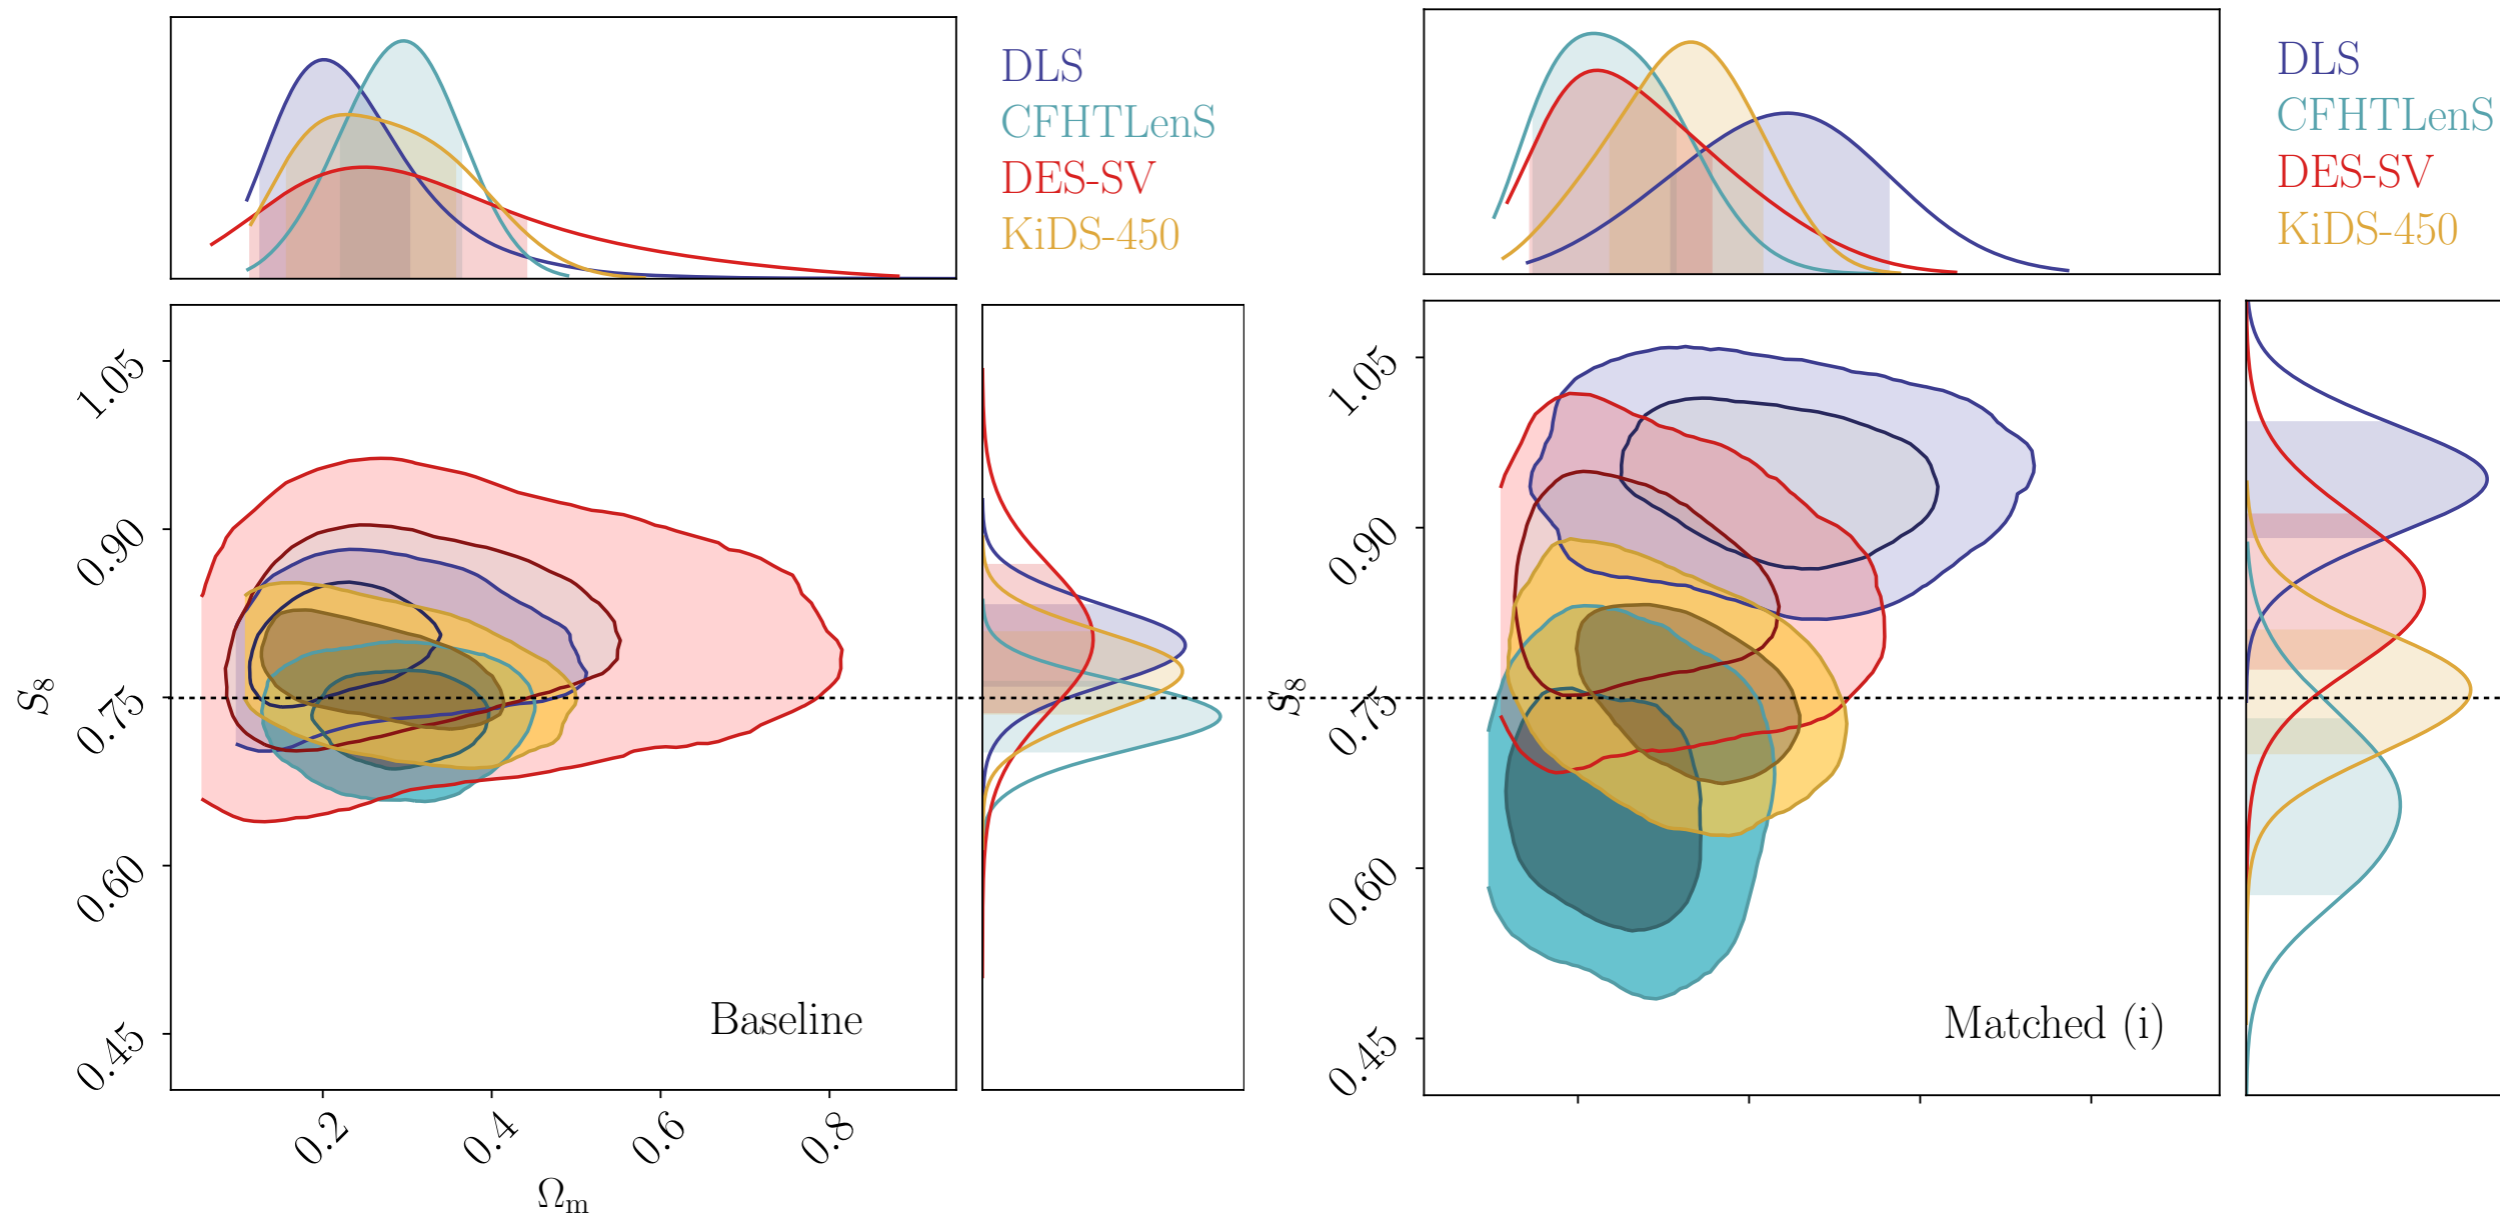 DLS
CFHTLenS
DES-SV
KiDS-450
S8
1.05
0.90
0.75
0.60
0.45
Baseline
0.2
0.4
0.6
0.8
Ωm
DLS
CFHTLenS
DES-SV
KiDS-450
S8
1.05
0.90
0.75
0.60
0.45
Matched (i)